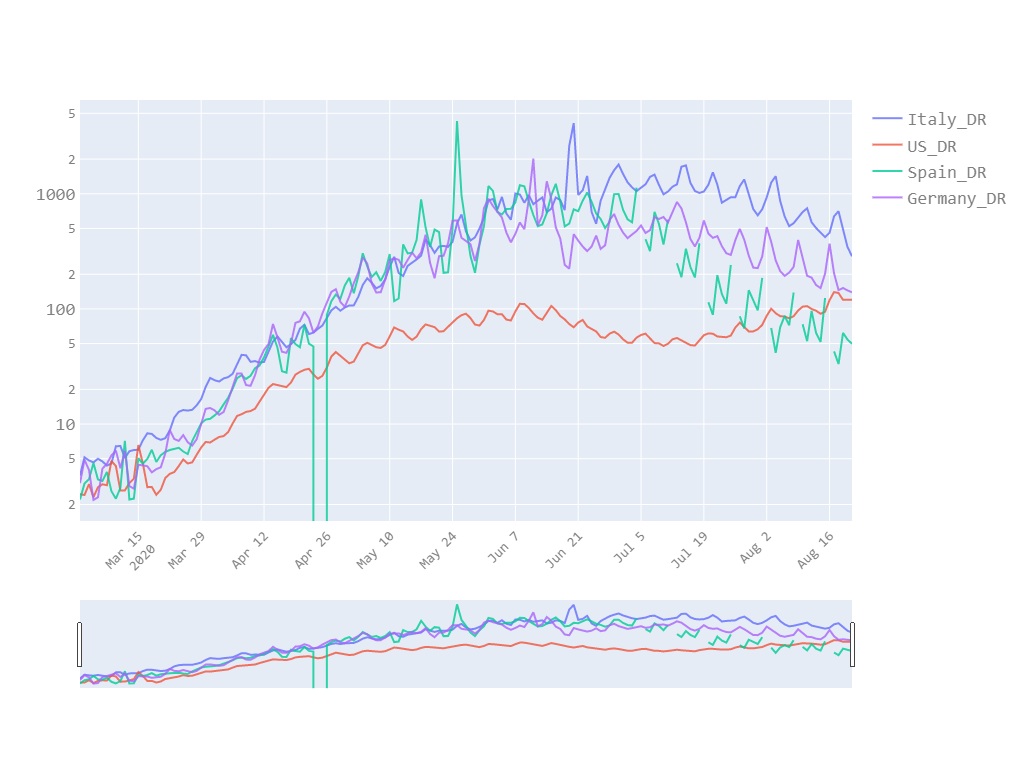 5
2
1000
5
2
100
5
2
10
5
2
Mar 15
2020
Mar 29
Apr 12
Apr 26
May 10
May 24
Jun 7
Jun 21
Jul 5
Jul 19
Aug 2
Aug 16
Italy_DR
US_DR
Spain_DR
Germany_DR